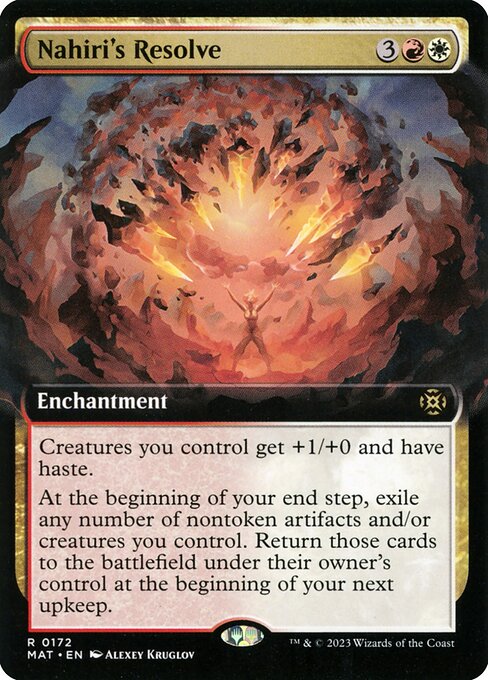 Nahiri's Resolve 3
Enchantment
Creatures you control get +1/+0 and have
haste.
At the beginning of your end step, exile
any number of nontoken artifacts and/or
creatures you control. Return those cards
to the battlefield under their owner's
control at the beginning of your next
upkeep.
R 0172
MAT • EN Alexey Kruglov
™ & © 2023 Wizards of the Coast